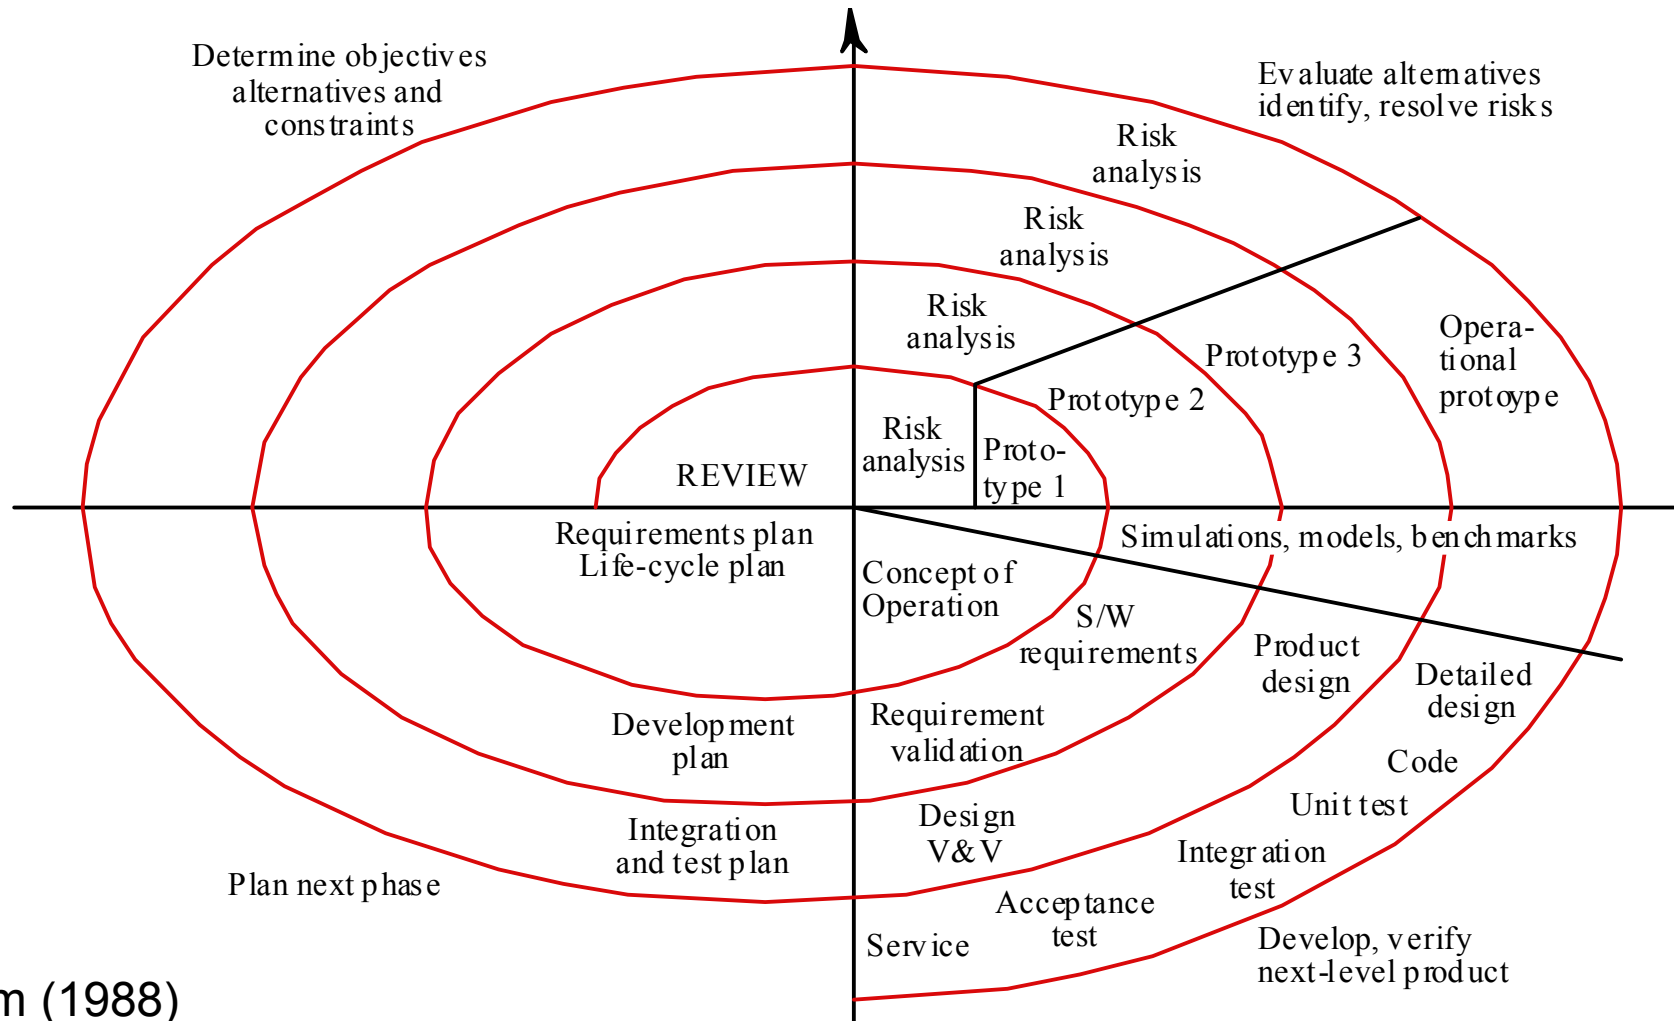 Determine objectives
alternatives and
constraints
Evaluate alternatives
identify, resolve risks
Risk
analysis
Risk
analysis
Risk
analysis
Risk
analysis
Proto-
type 1
Prototype 2
Prototype 3
Opera-
tional
protoype
REVIEW
Requirements plan
Life-cycle plan
Concept of
Operation
Simulations, models, benchmarks
S/W
requirements
Product
design
Detailed
design
Development
plan
Requirement
validation
Code
Unit test
Integration
and test plan
Design
V&V
Integration
test
Plan next phase
Acceptance
test
Service
Develop, verify
next-level product
m (1988)